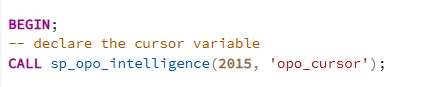 BEGIN;
-- declare the cursor variable
CALL sp_opo_intelligence(2015, 'opo_cursor');